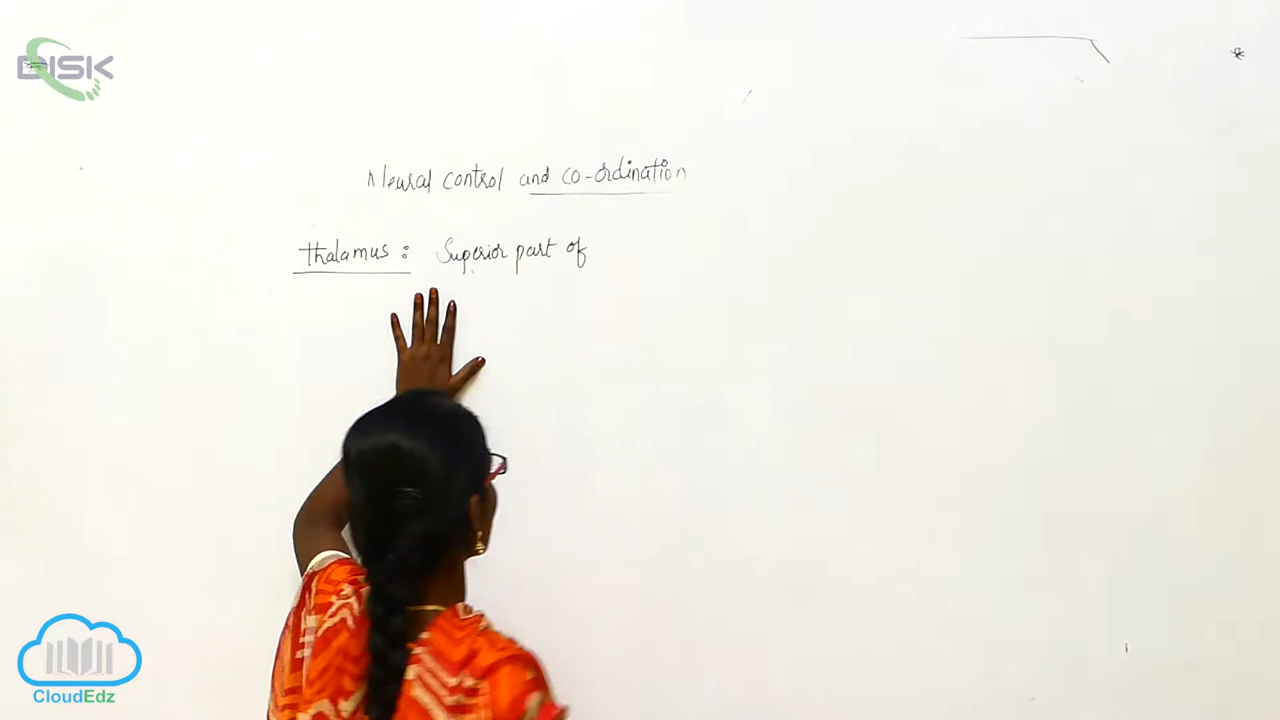 DISK
Neural control and co-ordination
Thalamus : Superior part of
CloudEdz